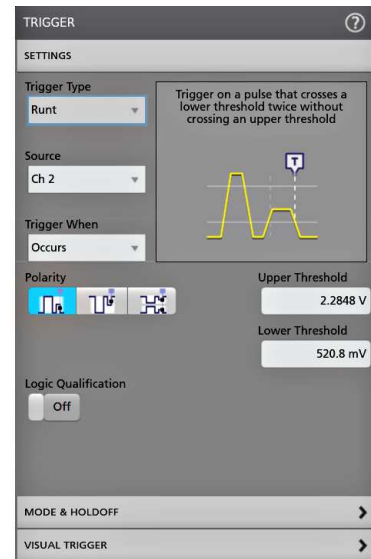 TRIGGER
?
SETTINGS
Trigger Type
Runt
Trigger on a pulse that crosses a
lower threshold twice without
crossing an upper threshold
T
Source
Ch 2
Trigger When
Occurs
Polarity
Upper Threshold
2.2848 V
Lower Threshold
520.8 mV
Logic Qualification
Off
MODE & HOLDOFF
VISUAL TRIGGER